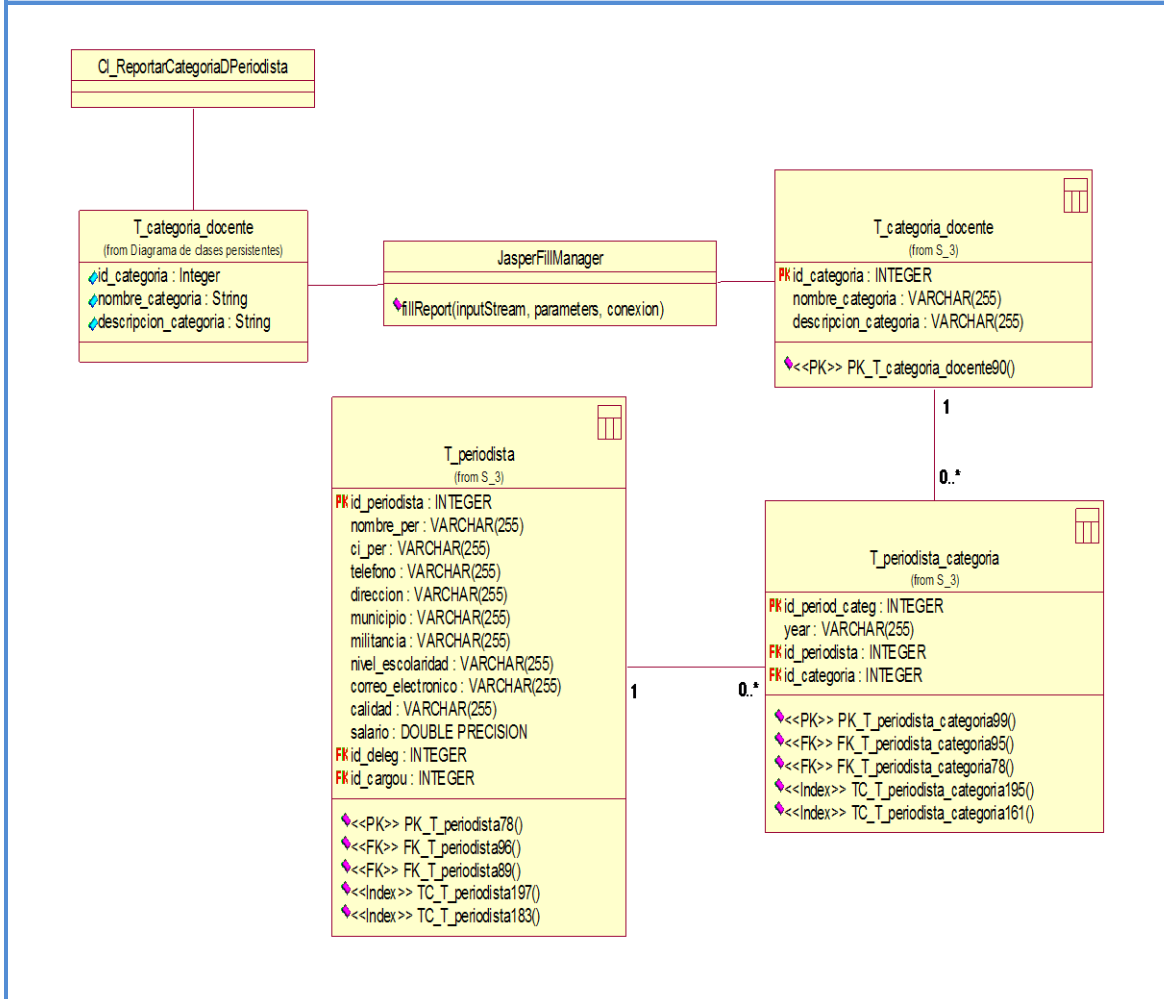 CI_ReportarCategoriaDPeriodista
T_categoria_docente
(from Diagrama de clases persistentes)
id_categoria : Integer
nombre_categoria : String
descripcion_categoria : String
JasperFillManager
fillReport(inputStream, parameters, conexion)
T_categoria_docente
(from S_3)
PK id_categoria : INTEGER
nombre_categoria : VARCHAR(255)
descripcion_categoria : VARCHAR(255)
<<PK>> PK_T_categoria_docente90()
1
0..*
T_periodista
(from S_3)
PK id_periodista : INTEGER
nombre_per : VARCHAR(255)
ci_per : VARCHAR(255)
telefono : VARCHAR(255)
direccion : VARCHAR(255)
municipio : VARCHAR(255)
militancia : VARCHAR(255)
nivel_escolaridad : VARCHAR(255)
correo_electronico : VARCHAR(255)
calidad : VARCHAR(255)
salario : DOUBLE PRECISION
FK id_deleg : INTEGER
FK id_cargou : INTEGER
<<PK>> PK_T_periodista78()
<<FK>> FK_T_periodista96()
<<FK>> FK_T_periodista89()
<<Index>> TC_T_periodista197()
<<Index>> TC_T_periodista183()
1
0..*
T_periodista_categoria
(from S_3)
PK id_period_categ : INTEGER
year : VARCHAR(255)
FK id_periodista : INTEGER
FK id_categoria : INTEGER
<<PK>> PK_T_periodista_categoria99()
<<FK>> FK_T_periodista_categoria95()
<<FK>> FK_T_periodista_categoria78()
<<Index>> TC_T_periodista_categoria195()
<<Index>> TC_T_periodista_categoria161()